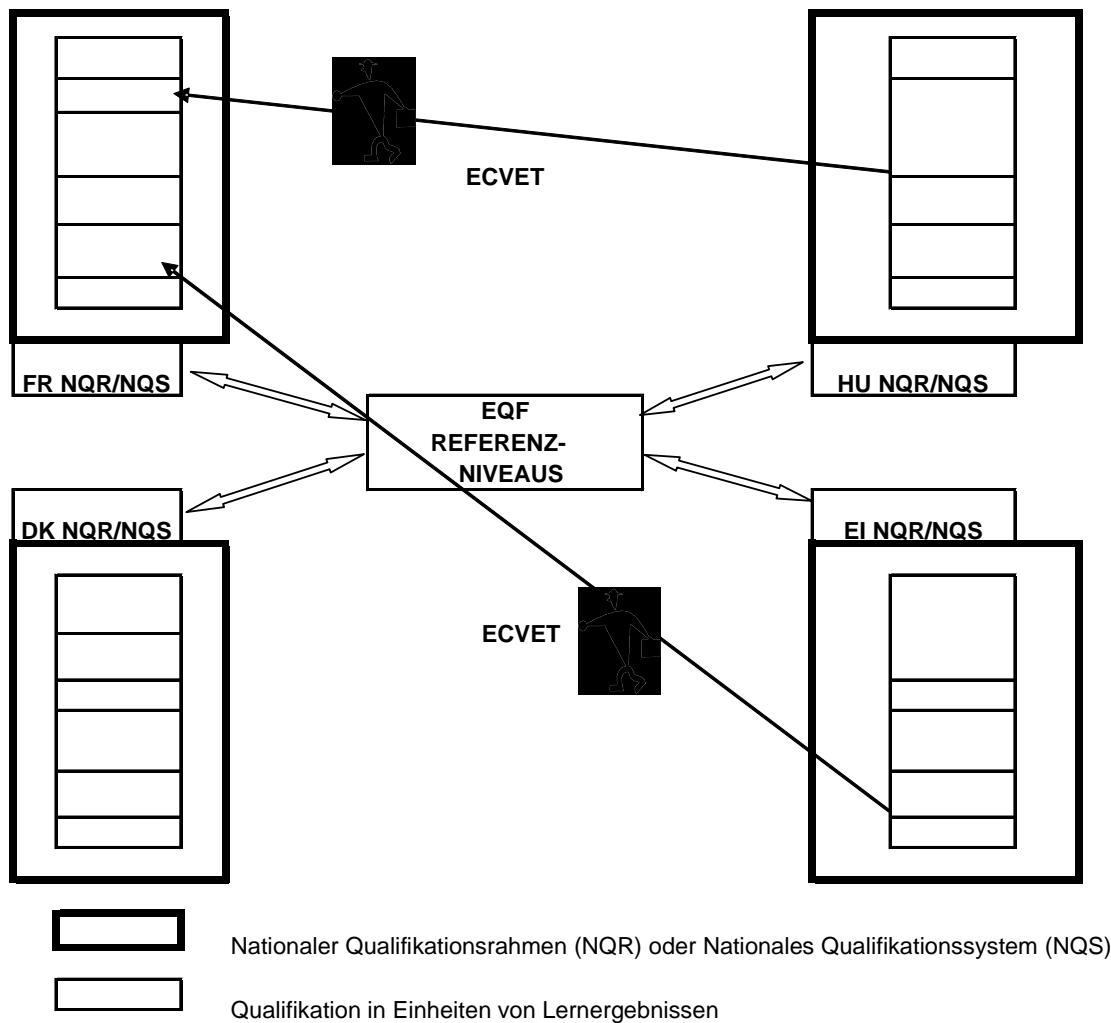 ECVET
FR NQR/NQS
HU NQR/NQS
EQF
REFERENZ-
NIVEAUS
DK NQR/NQS
EI NQR/NQS
ECVET
Nationaler Qualifikationsrahmen (NQR) oder Nationales Qualifikationssystem (NQS)
Qualifikation in Einheiten von Lernergebnissen